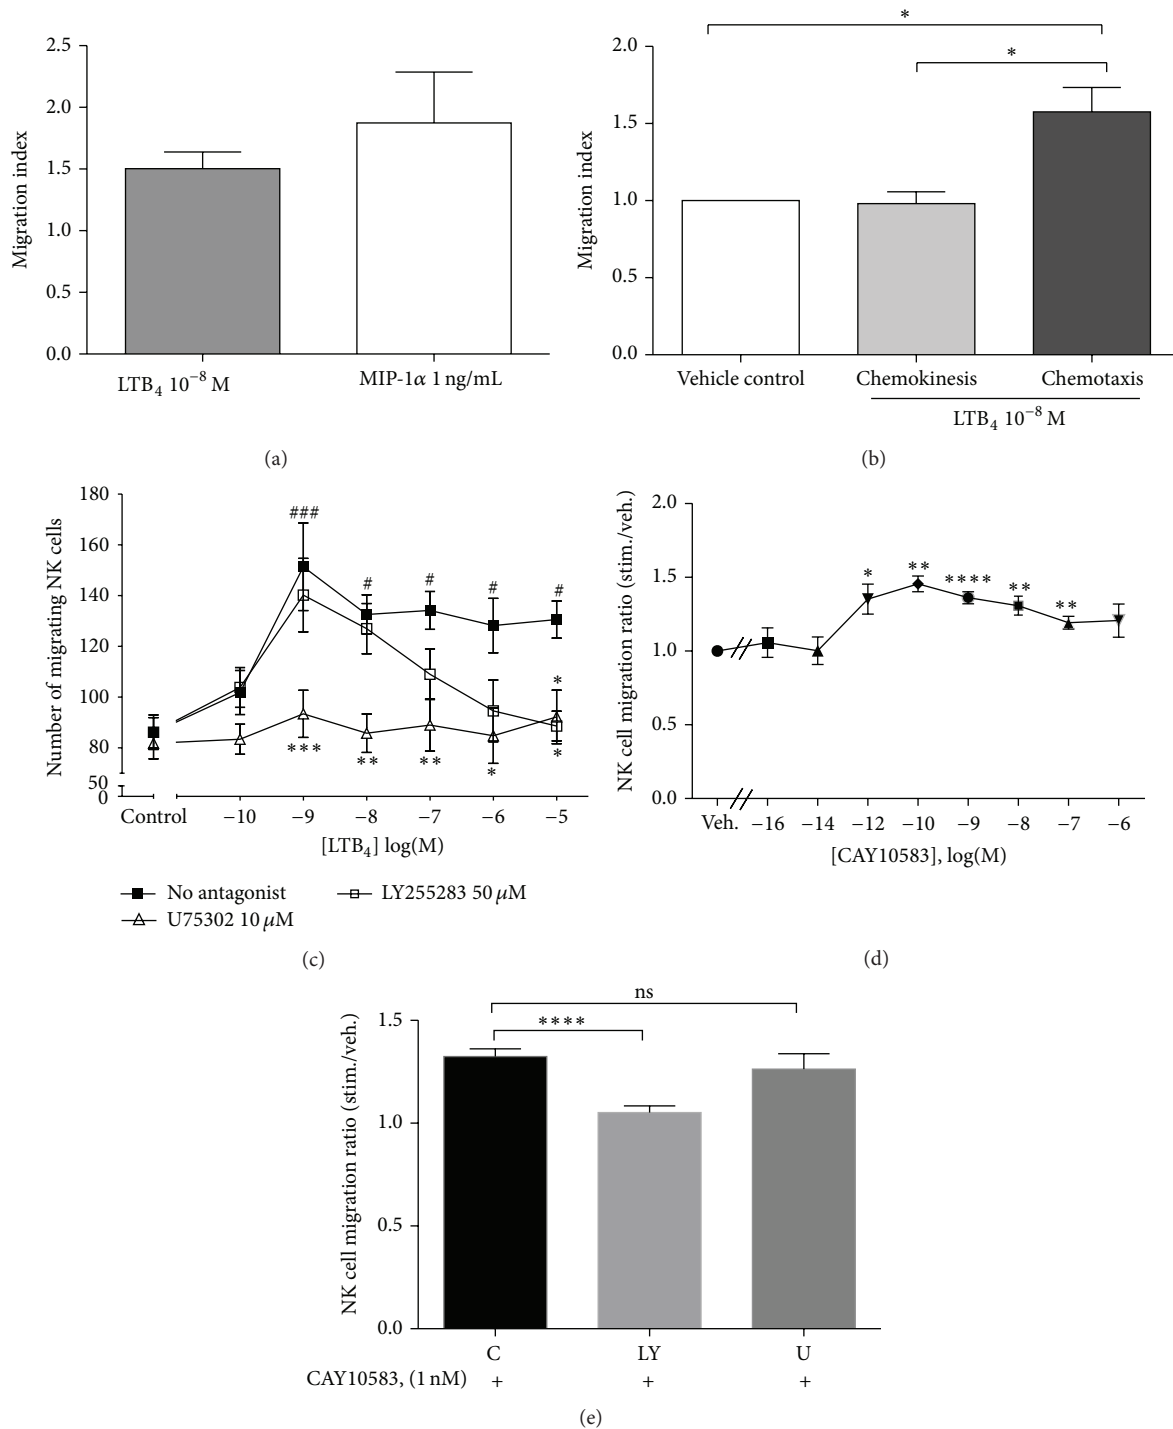 Migration index
2.5
2.0
1.5
1.0
0.5
0.0
LTB₄ 10⁻⁸ M
MIP-1α 1 ng/mL
(a)
Migration index
2.0
1.5
1.0
0.5
0.0
*
*
Vehicle control
Chemokinesis
Chemotaxis
LTB₄ 10⁻⁸ M
(b)
Number of migrating NK cells
180
160
140
120
100
80
50
0
###
#
#
#
#
*
***
**
**
*
*
Control
−10
−9
−8
−7
−6
−5
[LTB₄] log(M)
No antagonist
LY255283 50 μM
U75302 10 μM
(c)
NK cell migration ratio (stim./veh.)
2.0
1.5
1.0
0.5
0.0
*
**
****
**
**
Veh.
−16
−14
−12
−10
−9
−8
−7
−6
[CAY10583], log(M)
(d)
NK cell migration ratio (stim./veh.)
1.5
1.0
0.5
0.0
ns
****
C
LY
U
CAY10583, (1 nM)
+
+
+
(e)